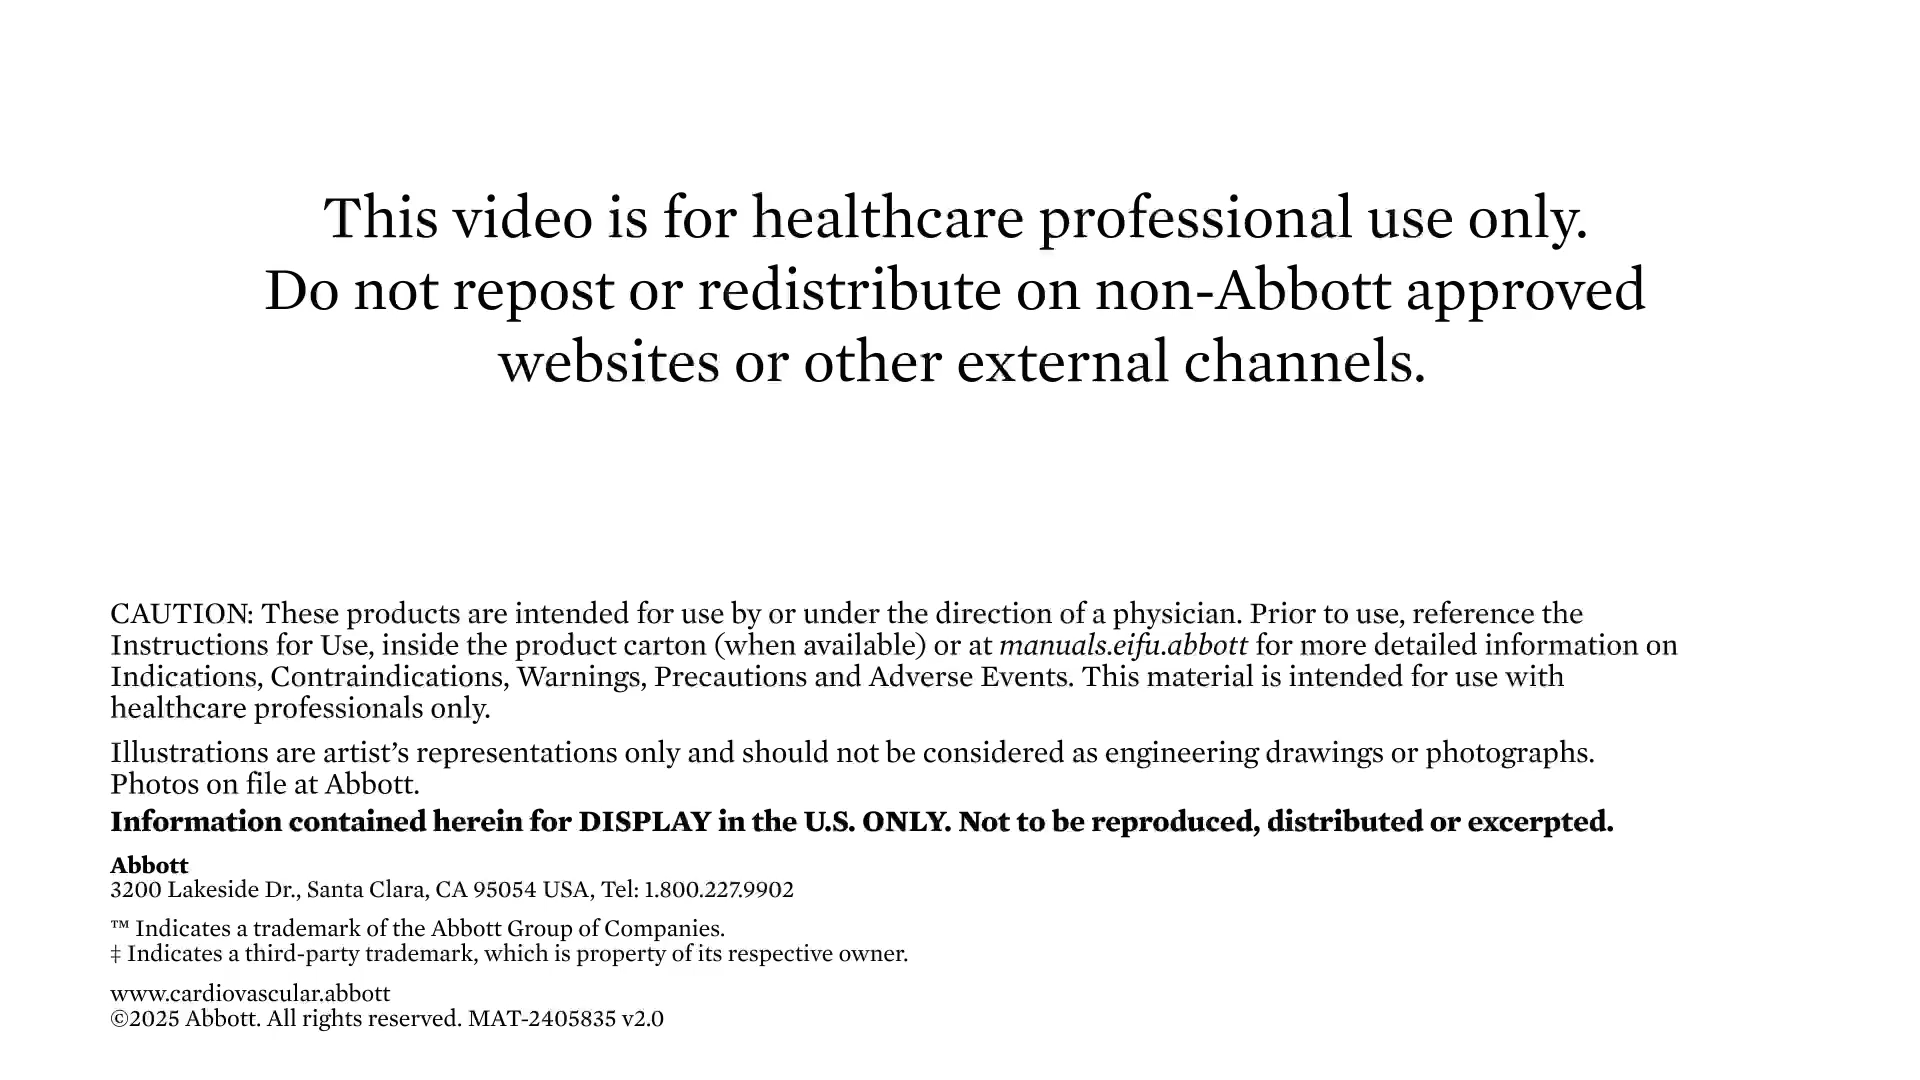 This video is for healthcare professional use only.
Do not repost or redistribute on non-Abbott approved
websites or other external channels.
CAUTION: These products are intended for use by or under the direction of a physician. Prior to use, reference the
Instructions for Use, inside the product carton (when available) or at manuals.eifu.abbott for more detailed information on
Indications, Contraindications, Warnings, Precautions and Adverse Events. This material is intended for use with
healthcare professionals only.
Illustrations are artist’s representations only and should not be considered as engineering drawings or photographs.
Photos on file at Abbott.
Information contained herein for DISPLAY in the U.S. ONLY. Not to be reproduced, distributed or excerpted.
Abbott
3200 Lakeside Dr., Santa Clara, CA 95054 USA, Tel: 1.800.227.9902
™ Indicates a trademark of the Abbott Group of Companies.
‡ Indicates a third-party trademark, which is property of its respective owner.
www.cardiovascular.abbott
©2025 Abbott. All rights reserved. MAT-2405835 v2.0